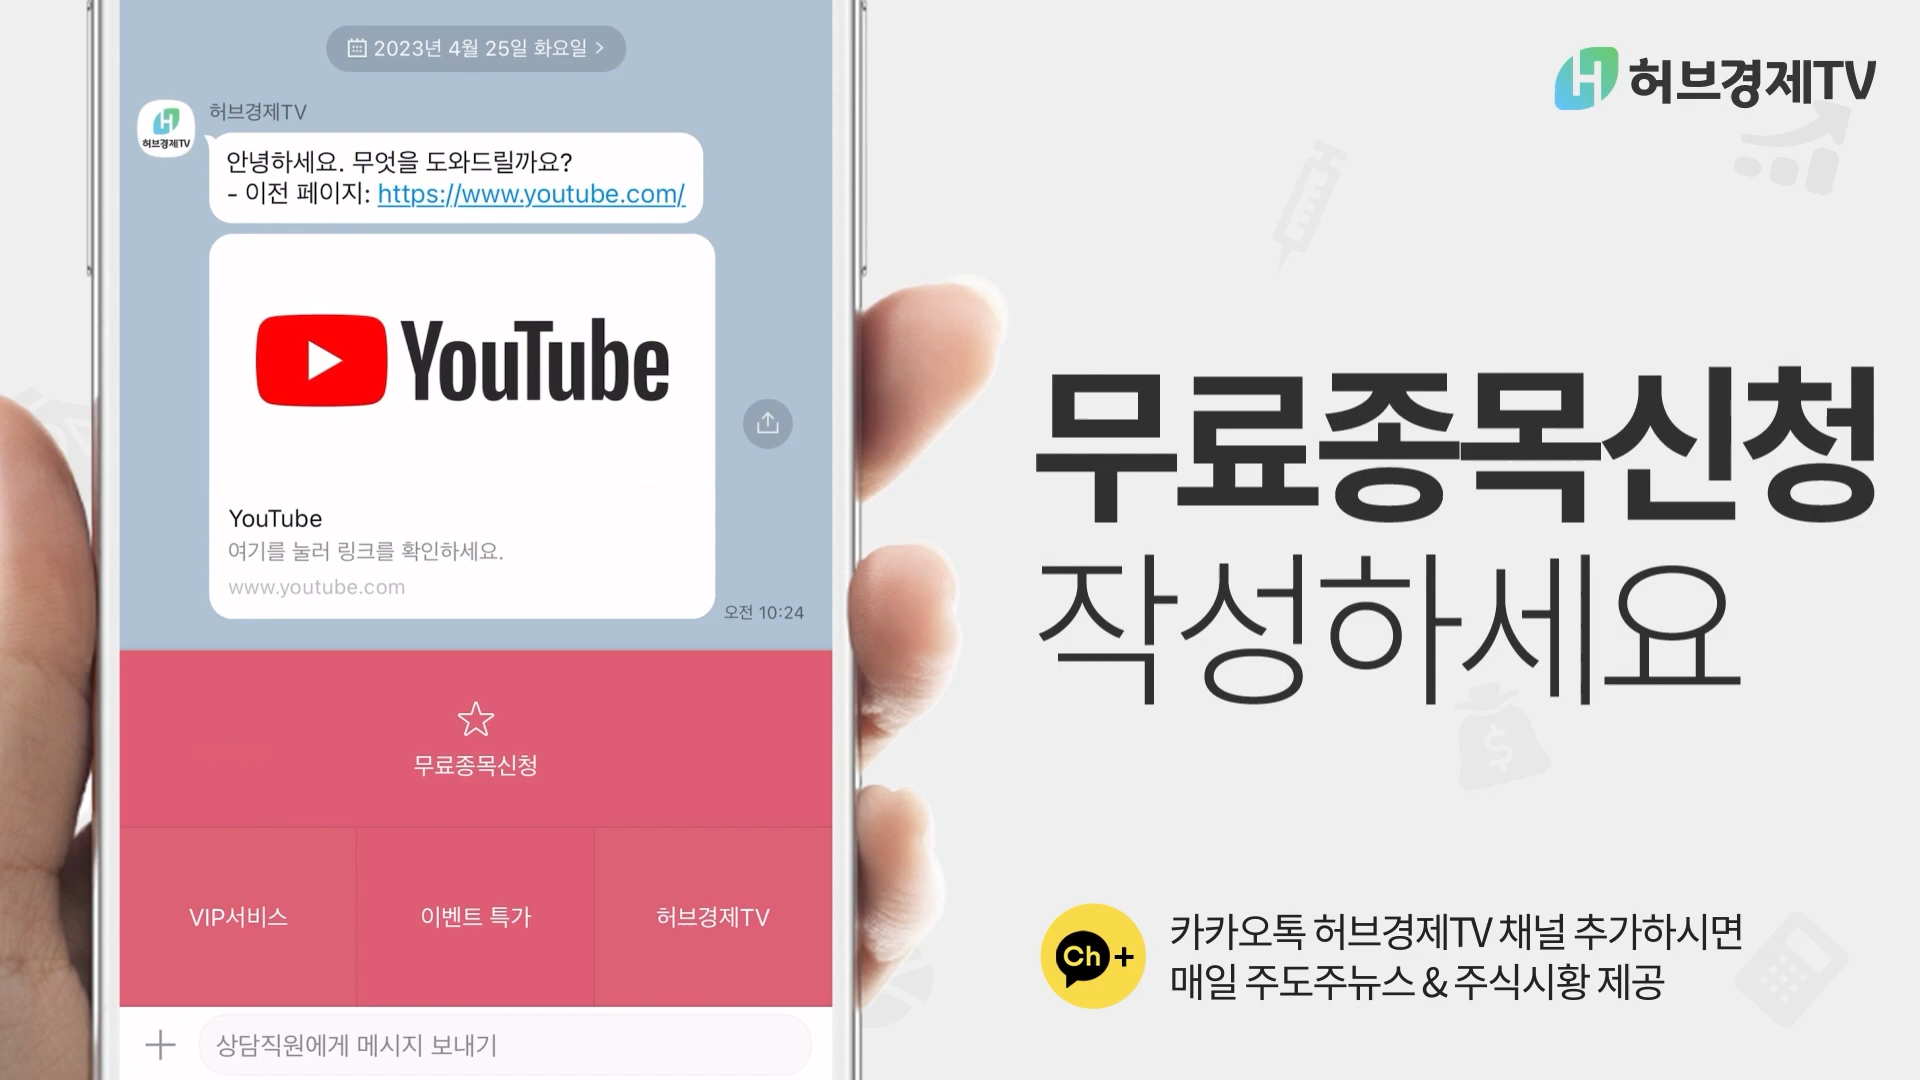 2023년 4월 25일 화요일 >
허브경제TV
허브경제TV
안녕하세요. 무엇을 도와드릴까요?
- 이전 페이지: https://www.youtube.com/
YouTube
YouTube
여기를 눌러 링크를 확인하세요.
www.youtube.com
오전 10:24
무료종목신청
VIP서비스
이벤트 특가
허브경제TV
상담직원에게 메시지 보내기
허브경제TV
무료종목신청
작성하세요
Ch+
카카오톡 허브경제TV 채널 추가하시면
매일 주도주뉴스 & 주식시황 제공